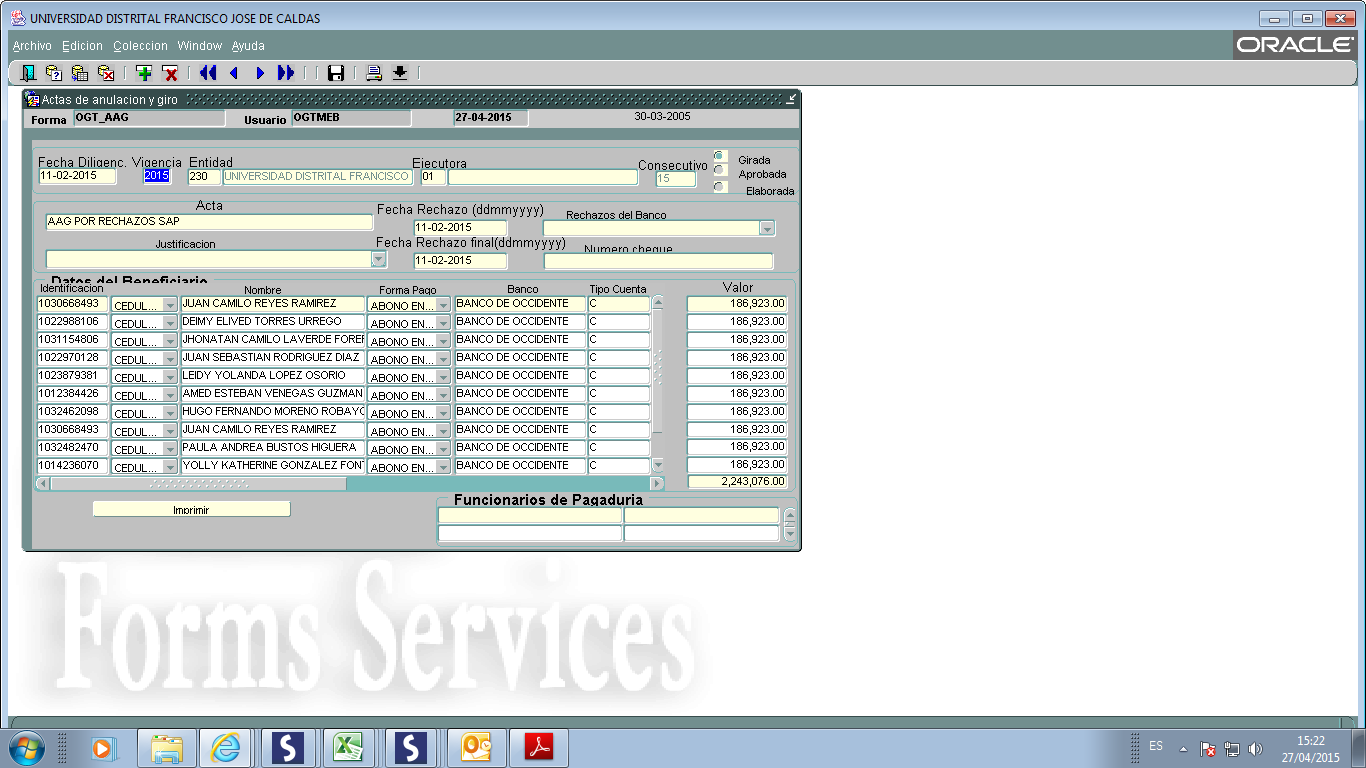 UNIVERSIDAD DISTRITAL FRANCISCO JOSE DE CALDAS
Archivo Edicion Coleccion Window Ayuda
ORACLE
Actas de anulacion y giro
Forma OGT_AAG Usuario OGTMEB 27-04-2015 30-03-2005
Fecha Diligenc. Vigencia Entidad Ejecutora Consecutivo Girada
11-02-2015 2015 230 UNIVERSIDAD DISTRITAL FRANCISCO 01 15 Aprobada
Elaborada
Acta Fecha Rechazo (ddmmyyyy) Rechazos del Banco
AAG POR RECHAZOS SAP 11-02-2015
Justificacion Fecha Rechazo final(ddmmyyyy) Numero cheque
11-02-2015
Datos del Beneficiario
Identificacion Nombre Forma Pago Banco Tipo Cuenta Valor
1030668493 CEDUL... JUAN CAMILO REYES RAMIREZ ABONO EN... BANCO DE OCCIDENTE C 186,923.00
1022988106 CEDUL... DEIMY ELIVED TORRES URREGO ABONO EN... BANCO DE OCCIDENTE C 186,923.00
1031154806 CEDUL... JHONATAN CAMILO LAVERDE FORE ABONO EN... BANCO DE OCCIDENTE C 186,923.00
1022970128 CEDUL... JUAN SEBASTIAN RODRIGUEZ DIAZ ABONO EN... BANCO DE OCCIDENTE C 186,923.00
1023879381 CEDUL... LEIDY YOLANDA LOPEZ OSORIO ABONO EN... BANCO DE OCCIDENTE C 186,923.00
1012384426 CEDUL... AMED ESTEBAN VENEGAS GUZMAN ABONO EN... BANCO DE OCCIDENTE C 186,923.00
1032462098 CEDUL... HUGO FERNANDO MORENO ROBAYO ABONO EN... BANCO DE OCCIDENTE C 186,923.00
1030668493 CEDUL... JUAN CAMILO REYES RAMIREZ ABONO EN... BANCO DE OCCIDENTE C 186,923.00
1032482470 CEDUL... PAULA ANDREA BUSTOS HIGUERA ABONO EN... BANCO DE OCCIDENTE C 186,923.00
1014236070 CEDUL... YOLLY KATHERINE GONZALEZ FON ABONO EN... BANCO DE OCCIDENTE C 186,923.00
2,243,076.00
Funcionarios de Pagaduria
Imprimir
Forms Services
ES 15:22
27/04/2015